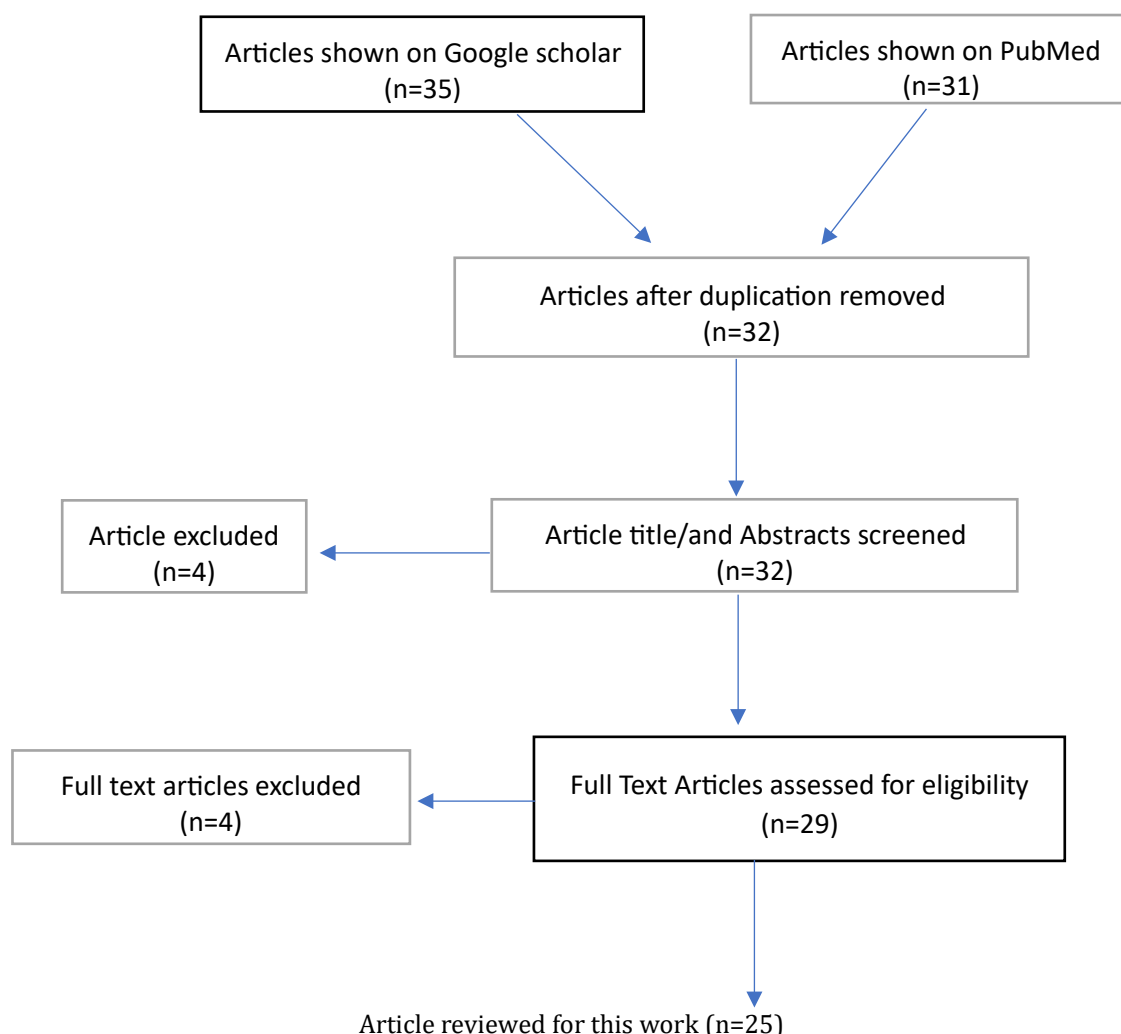 Articles shown on Google scholar
(n=35)
Articles shown on PubMed
(n=31)
Articles after duplication removed
(n=32)
Article excluded
(n=4)
Article title/and Abstracts screened
(n=32)
Full text articles excluded
(n=4)
Full Text Articles assessed for eligibility
(n=29)
Article reviewed for this work (n=25)